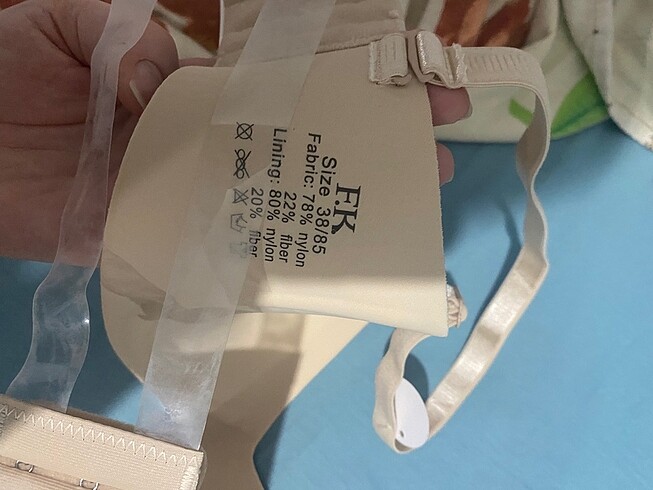 F.K
Size 38/85
Fabric: 78% nylon
22% fiber
Lining: 80% nylon
20% fiber